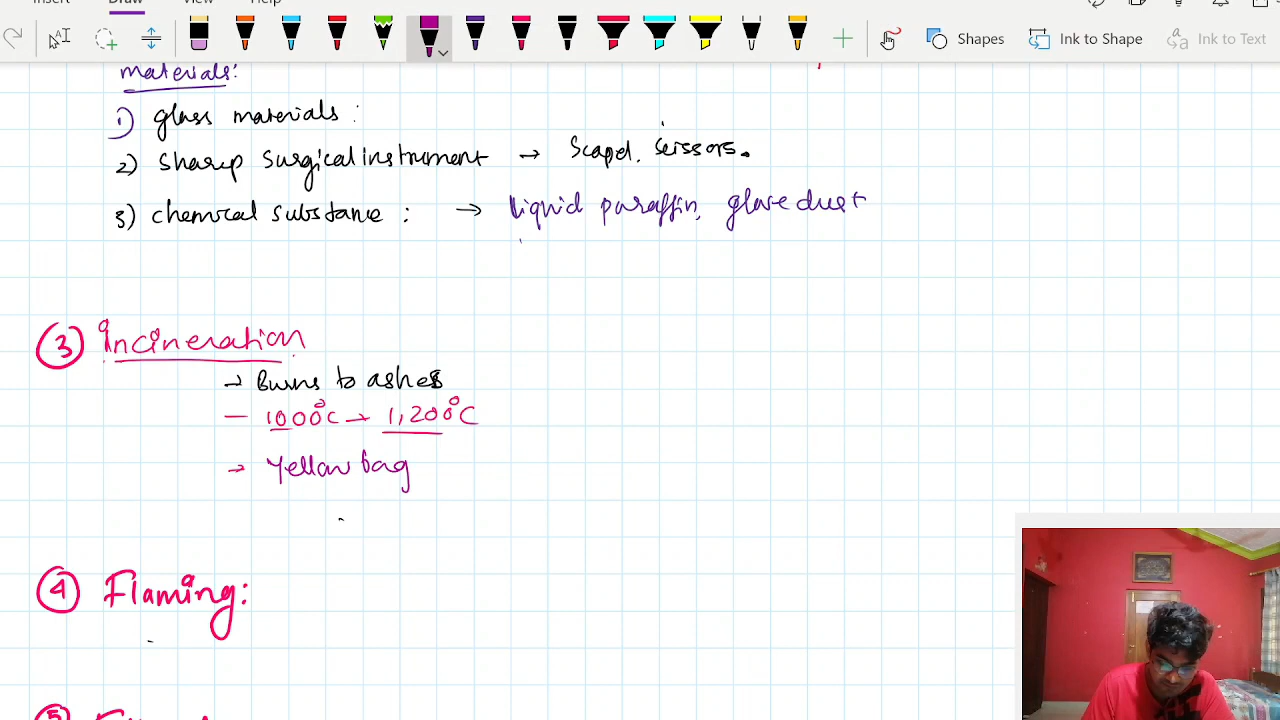 Insert Draw View Help
Shapes Ink to Shape Ink to Text
materials:
1) glass materials :
2) Sharp Surgical instrument → Scapel, Scissors.
3) chemical substance : → liquid paraffin, glove dust
③ Incineration
→ Burns to ashes
— 1000°C → 1,200°C
→ Yellow bag
④ Flaming:
⑤